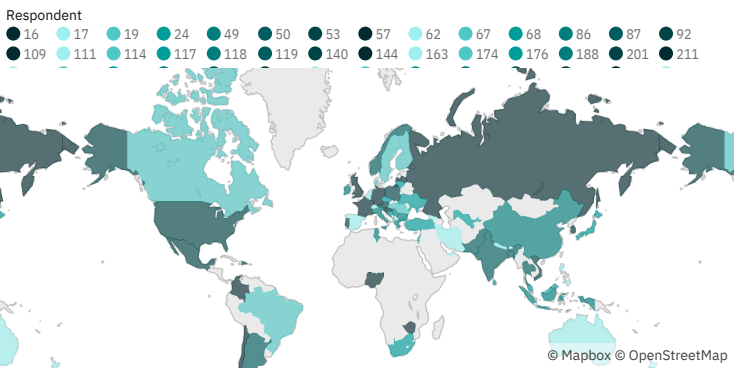 Respondent
16 17 19 24 49 50 53 57 62 67 68 86 87 92
109 111 114 117 118 119 140 144 163 174 176 188 201 211
© Mapbox © OpenStreetMap